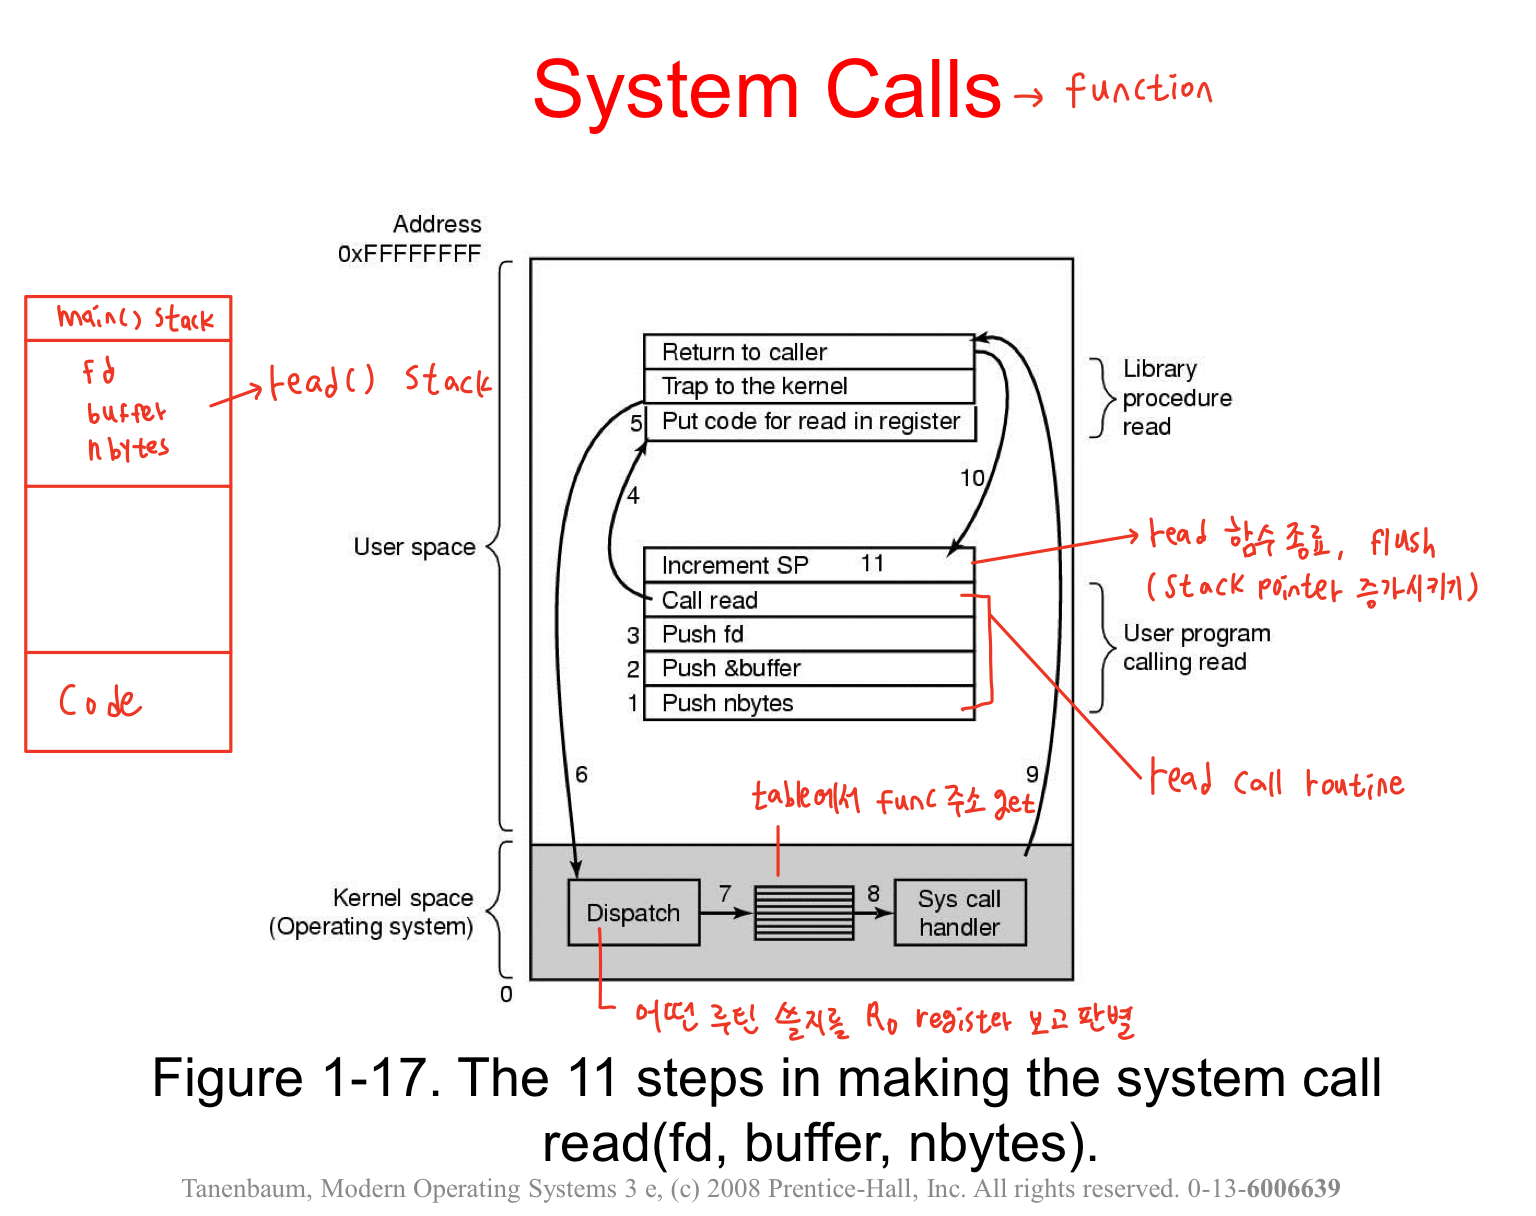 System Calls → function
Address
0xFFFFFFFF
main() stack
fd
buffer
nbytes
→ read() stack
Code
Return to caller
Trap to the kernel
5 Put code for read in register
4
10
Library
procedure
read
User space
Increment SP 11
Call read
3 Push fd
2 Push &buffer
1 Push nbytes
→ read 함수 종료, flush
(stack pointer 증가시키기)
User program
calling read
6
9
read call routine
table에서 func 주소 get
Kernel space
(Operating system)
Dispatch
7
8
Sys call
handler
0
어떤 루틴 쓸지를 R0 register 보고 판별
Figure 1-17. The 11 steps in making the system call
read(fd, buffer, nbytes).
Tanenbaum, Modern Operating Systems 3 e, (c) 2008 Prentice-Hall, Inc. All rights reserved. 0-13-6006639